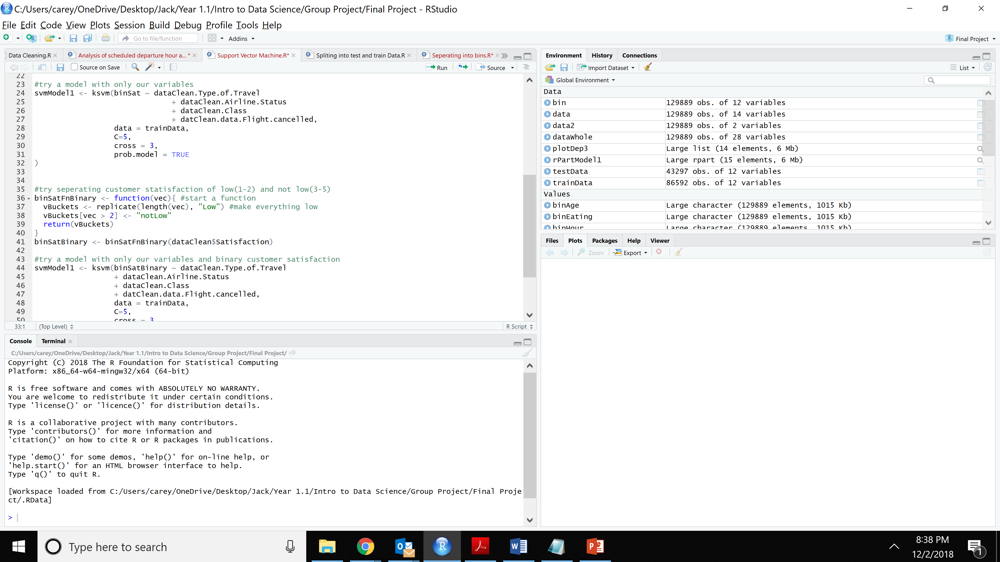 C:/Users/carey/OneDrive/Desktop/Jack/Year 1.1/Intro to Data Science/Group Project/Final Project - RStudio
File Edit Code View Plots Session Build Debug Profile Tools Help
Go to file/function
Addins
Final Project
Data Cleaning.R
Analysis of scheduled departure hour a... *
Support Vector Machine.R*
Spliting into test and train Data.R
Seperating into bins.R*
Source on Save
Run
Source
22
23 #try a model with only our variables
24 svmModel1 <- ksvm(binSat ~ dataClean.Type.of.Travel
25 + dataClean.Airline.Status
26 + dataClean.Class
27 + datClean.data.Flight.cancelled,
28 data = trainData,
29 C=5,
30 cross = 3,
31 prob.model = TRUE
32 )
33
34
35 #try seperating customer statisfaction of low(1-2) and not low(3-5)
36 binSatFnBinary <- function(vec){ #start a function
37 vBuckets <- replicate(length(vec), "Low") #make everything low
38 vBuckets[vec > 2] <- "notLow"
39 return(vBuckets)
40 }
41 binSatBinary <- binSatFnBinary(dataClean$Satisfaction)
42
43 #try a model with only our variables and binary customer satisfaction
44 svmModel1 <- ksvm(binSatBinary ~ dataClean.Type.of.Travel
45 + dataClean.Airline.Status
46 + dataClean.Class
47 + datClean.data.Flight.cancelled,
48 data = trainData,
49 C=5,
50 cross = 3
33:1 (Top Level) R Script
Console Terminal
C:/Users/carey/OneDrive/Desktop/Jack/Year 1.1/Intro to Data Science/Group Project/Final Project/
Copyright (C) 2018 The R Foundation for Statistical Computing
Platform: x86_64-w64-mingw32/x64 (64-bit)
R is free software and comes with ABSOLUTELY NO WARRANTY.
You are welcome to redistribute it under certain conditions.
Type 'license()' or 'licence()' for distribution details.
R is a collaborative project with many contributors.
Type 'contributors()' for more information and
'citation()' on how to cite R or R packages in publications.
Type 'demo()' for some demos, 'help()' for on-line help, or
'help.start()' for an HTML browser interface to help.
Type 'q()' to quit R.
[Workspace loaded from C:/Users/carey/OneDrive/Desktop/Jack/Year 1.1/Intro to Data Science/Group Project/Final Proje
ct/.RData]
>
Environment History Connections
Import Dataset
List
Global Environment
Data
bin 129889 obs. of 12 variables
data 129889 obs. of 14 variables
data2 129889 obs. of 2 variables
dataWhole 129889 obs. of 28 variables
plotDep3 Large list (14 elements, 6 Mb)
rPartModel1 Large rpart (15 elements, 6 Mb)
testData 43297 obs. of 12 variables
trainData 86592 obs. of 12 variables
Values
binAge Large character (129889 elements, 1015 Kb)
binEating Large character (129889 elements, 1015 Kb)
binHour Large character (129889 elements, 1015 Kb)
Files Plots Packages Help Viewer
Zoom
Export
Type here to search
8:38 PM
12/2/2018
1